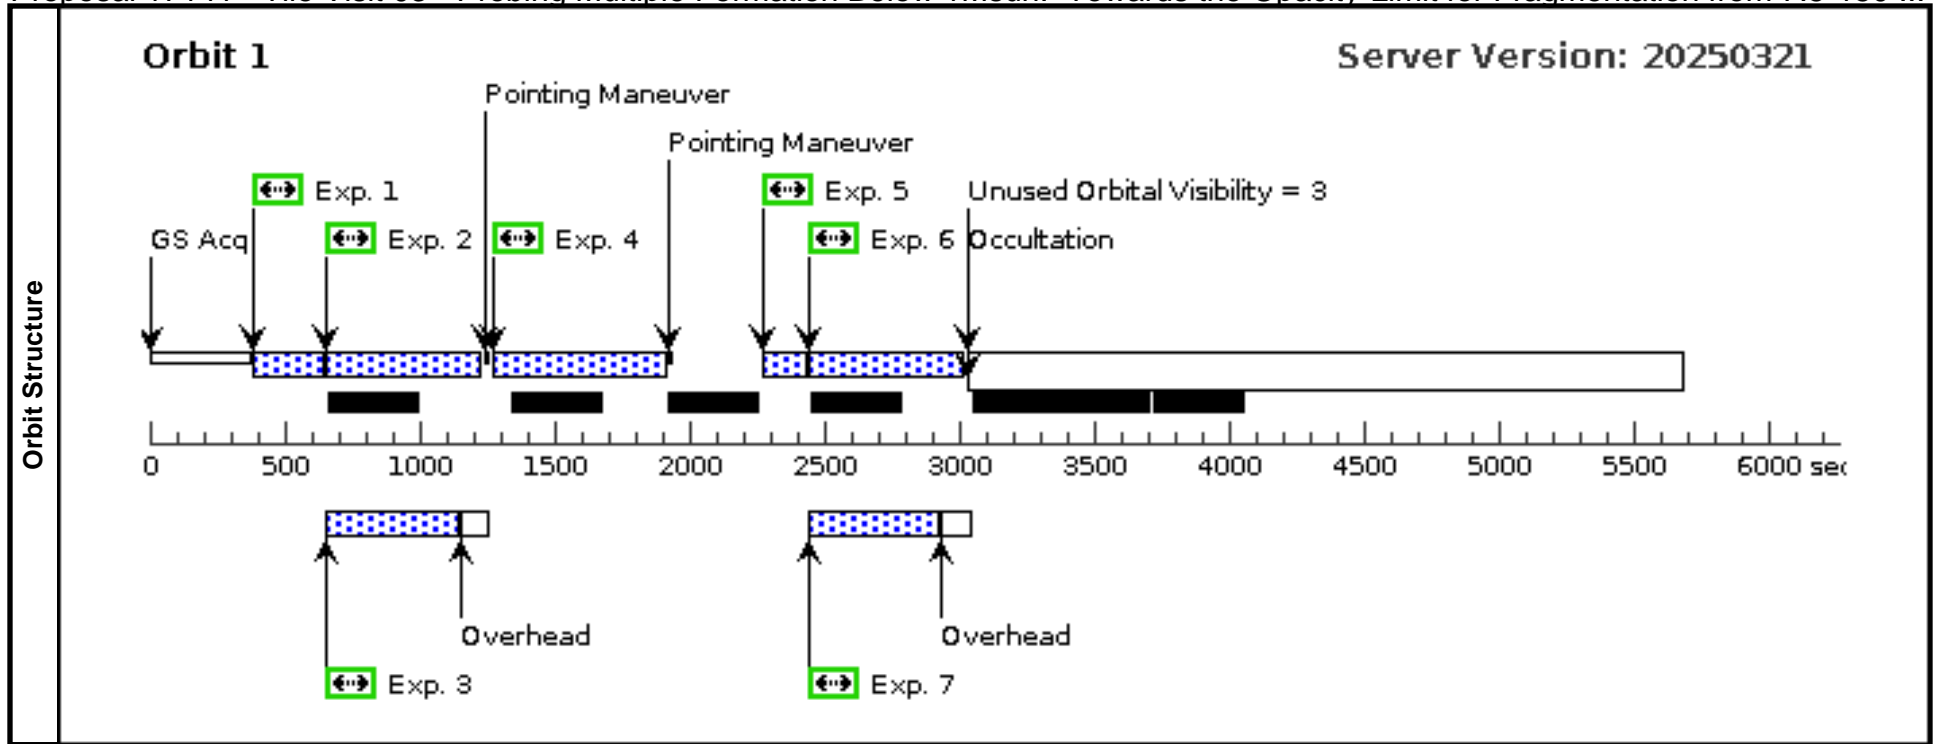 Orbit 1
Server Version: 20250321
Pointing Maneuver
Pointing Maneuver
Exp. 1
Exp. 5
Unused Orbital Visibility = 3
GS Acq
Exp. 2
Exp. 4
Exp. 6
Occultation
Orbit Structure
0 500 1000 1500 2000 2500 3000 3500 4000 4500 5000 5500 6000 sec
Overhead
Overhead
Exp. 3
Exp. 7